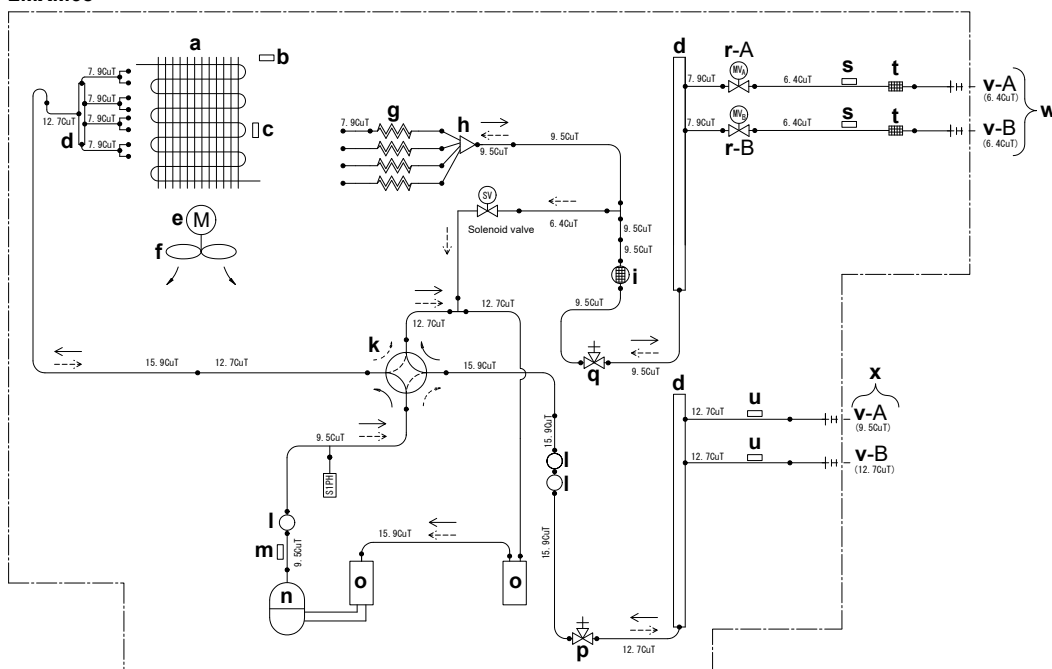 a
b
7.9CuT
7.9CuT
7.9CuT
7.9CuT
12.7CuT
d
c
e M
f
g
h
7.9CuT
9.5CuT
9.5CuT
SV
Solenoid valve
6.4CuT
9.5CuT
9.5CuT
i
9.5CuT
q
9.5CuT
d
r-A
MVA
7.9CuT
6.4CuT
s
t
v-A
(6.4CuT)
7.9CuT
MVB
6.4CuT
s
t
v-B
(6.4CuT)
r-B
w
12.7CuT
12.7CuT
k
15.9CuT
12.7CuT
15.9CuT
9.5CuT
S1PH
l
m
9.5CuT
n
o
15.9CuT
o
15.9CuT
l
l
15.9CuT
p
12.7CuT
d
x
12.7CuT
u
v-A
(9.5CuT)
12.7CuT
u
v-B
(12.7CuT)